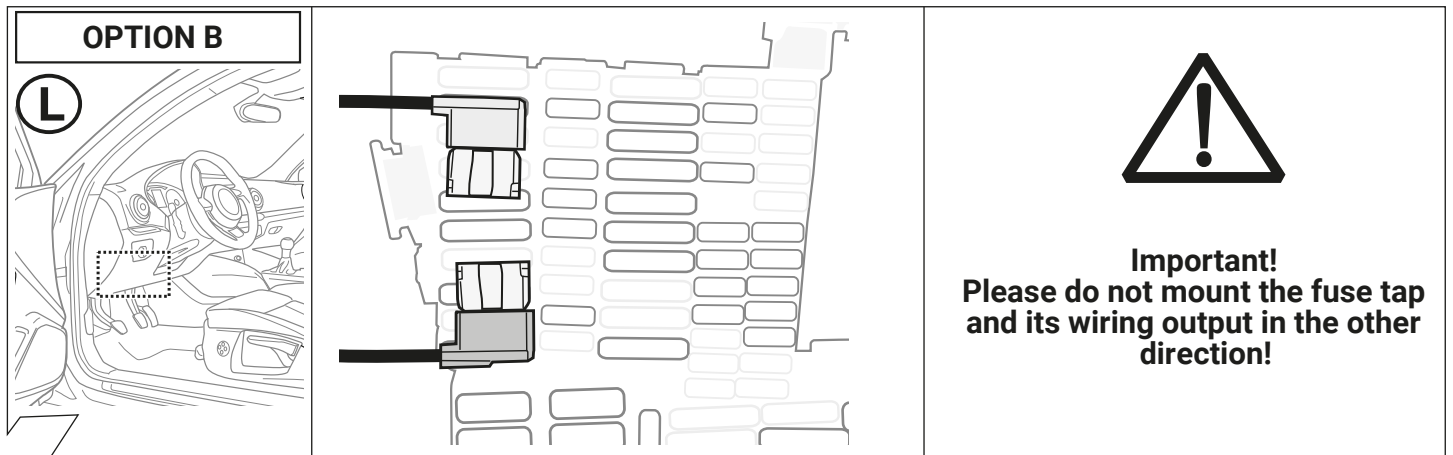 OPTION B
L
Important!
Please do not mount the fuse tap
and its wiring output in the other
direction!